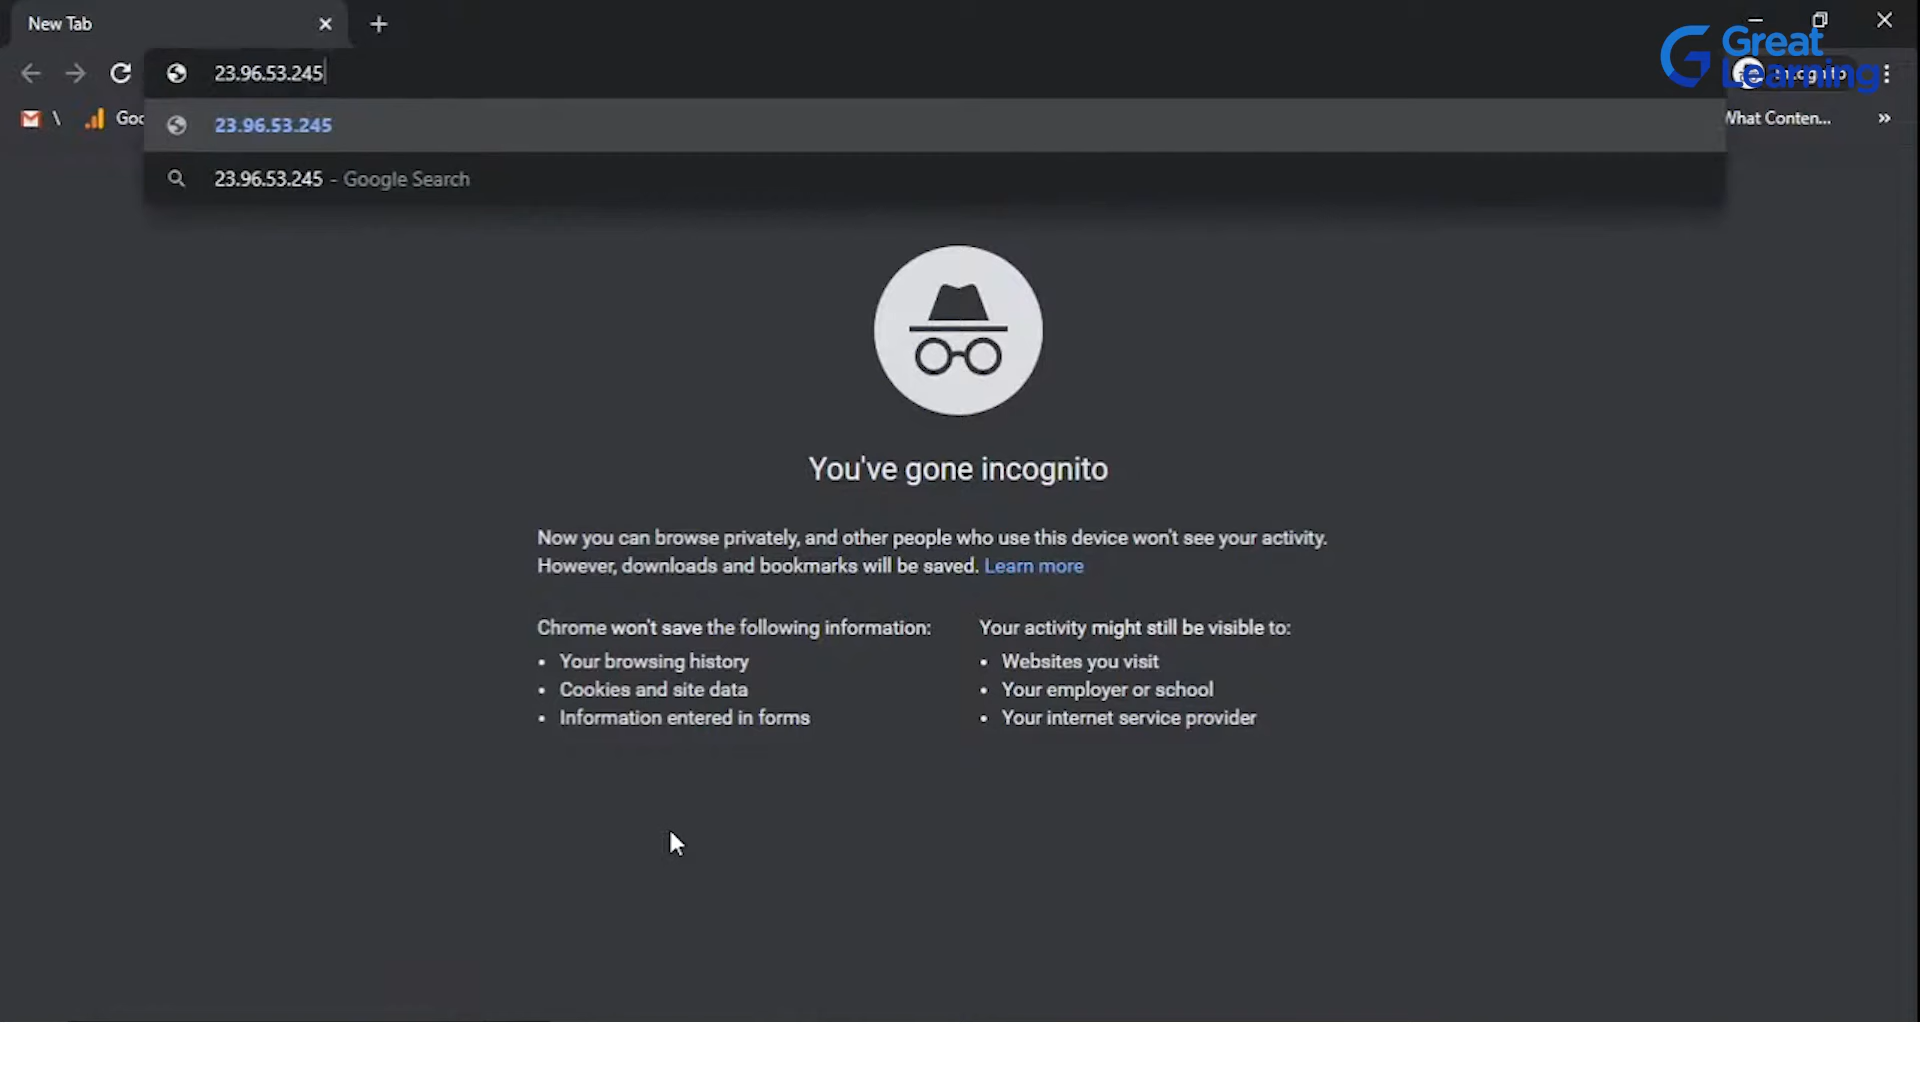 New Tab
23.96.53.245
Great Learning
\
Goo
23.96.53.245
What Conten...
»
23.96.53.245 - Google Search
You've gone incognito
Now you can browse privately, and other people who use this device won't see your activity.
However, downloads and bookmarks will be saved. Learn more
Chrome won't save the following information:
• Your browsing history
• Cookies and site data
• Information entered in forms
Your activity might still be visible to:
• Websites you visit
• Your employer or school
• Your internet service provider